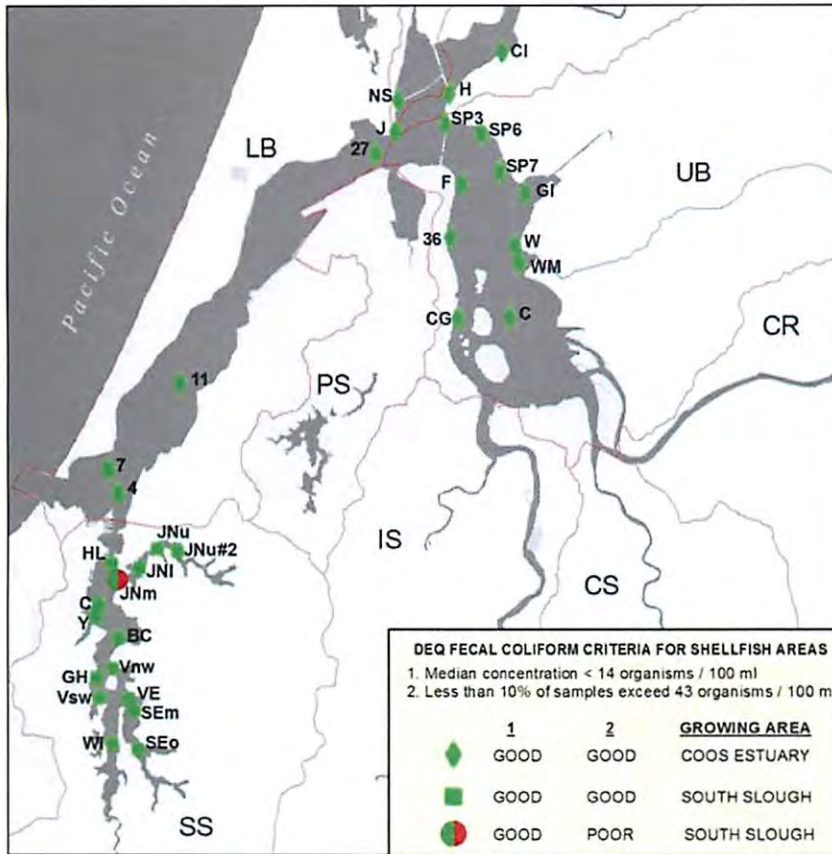 CI
NS
H
J
SP3
SP6
LB
27
SP7
UB
F
GI
Pacific Ocean
36
W
WM
CG
C
CR
PS
11
7
4
JNu
JNu#2
HL
JNI
IS
JNm
CS
C
Y
BC
Vnw
GH
Vsw
VE
SEm
WI
SEo
SS
DEQ FECAL COLIFORM CRITERIA FOR SHELLFISH AREAS
1. Median concentration < 14 organisms / 100 ml
2. Less than 10% of samples exceed 43 organisms / 100 m
1 2 GROWING AREA
GOOD GOOD COOS ESTUARY
GOOD GOOD SOUTH SLOUGH
GOOD POOR SOUTH SLOUGH